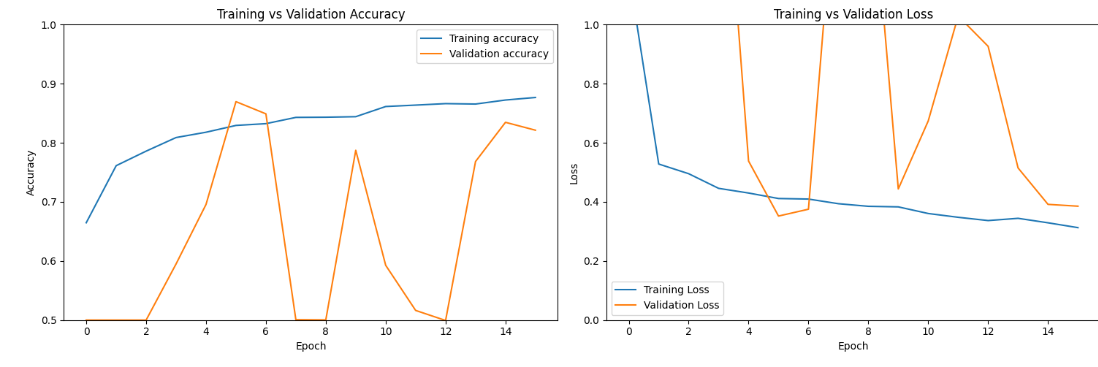 Training vs Validation Accuracy
1.0
0.9
0.8
0.7
0.6
0.5
Accuracy
0 2 4 6 8 10 12 14
Epoch
Training accuracy
Validation accuracy
Training vs Validation Loss
1.0
0.8
0.6
0.4
0.2
0.0
Loss
0 2 4 6 8 10 12 14
Epoch
Training Loss
Validation Loss